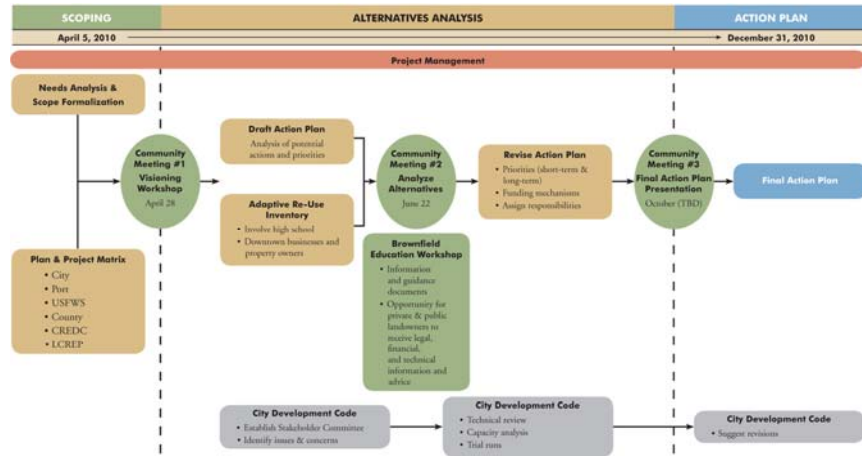 SCOPING
ALTERNATIVES ANALYSIS
ACTION PLAN
April 5, 2010
December 31, 2010
Project Management
Needs Analysis &
Scope Formalization
Plan & Project Matrix
• City
• Port
• USFWS
• County
• CREDC
• LCREP
Community
Meeting #1
Visioning
Workshop
April 28
Draft Action Plan
Analysis of potential
actions and priorities
Adaptive Re-Use
Inventory
• Involve high school
• Downtown businesses and
property owners
Community
Meeting #2
Analyze
Alternatives
June 22
Brownfield
Education Workshop
• Information
and guidance
documents
• Opportunity for
private & public
landowners to
receive legal,
financial,
and technical
information and
advice
Revise Action Plan
• Priorities (short-term &
long-term)
• Funding mechanisms
• Assign responsibilities
Community
Meeting #3
Final Action Plan
Presentation
October (TBD)
Final Action Plan
City Development Code
• Establish Stakeholder Committee
• Identify issues & concerns
City Development Code
• Technical review
• Capacity analysis
• Trial runs
City Development Code
• Suggest revisions